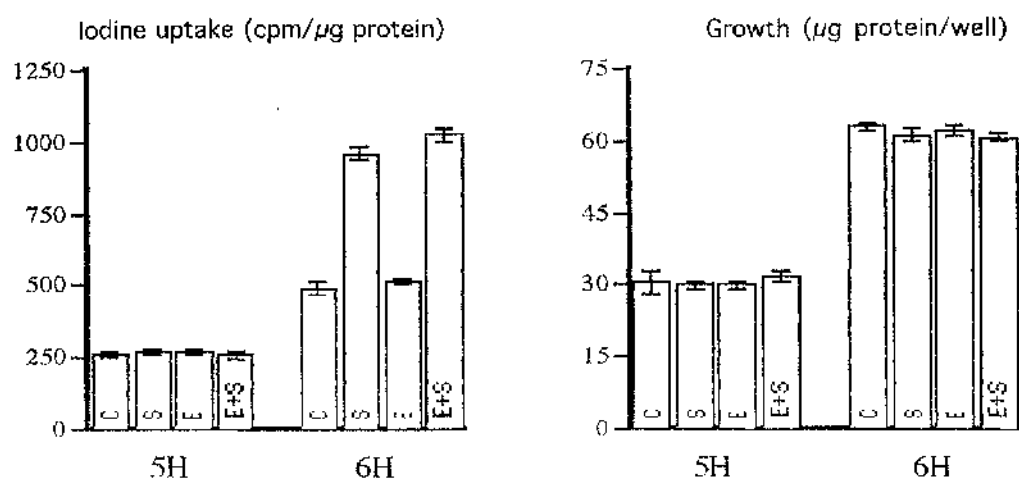 Iodine uptake (cpm/µg protein)
1250
1000
750
500
250
0
C
S
E
E+S
C
S
E
E+S
5H
6H
Growth (µg protein/well)
75
60
45
30
15
0
C
S
E
E+S
C
S
E
E+S
5H
6H